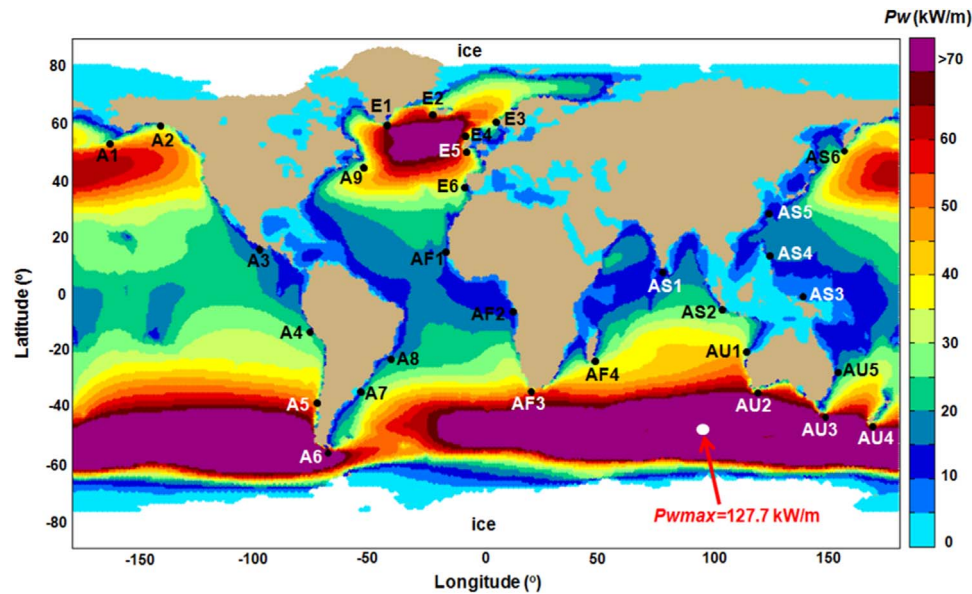 Pw (kW/m)
ice
80
>70
E1
E2
60
A1
A2
E3
60
E4
E5
AS6
A9
40
E6
50
AS5
20
A3
AF1
AS4
40
AS1
0
AF2
AS2
AS3
30
A4
-20
A8
AU1
AF4
AU5
20
-40
A5
A7
AF3
AU2
AU3
AU4
A6
10
-60
Pwmax=127.7 kW/m
-80
ice
0
-150
-100
-50
0
50
100
150
Latitude (º)
Longitude (º)